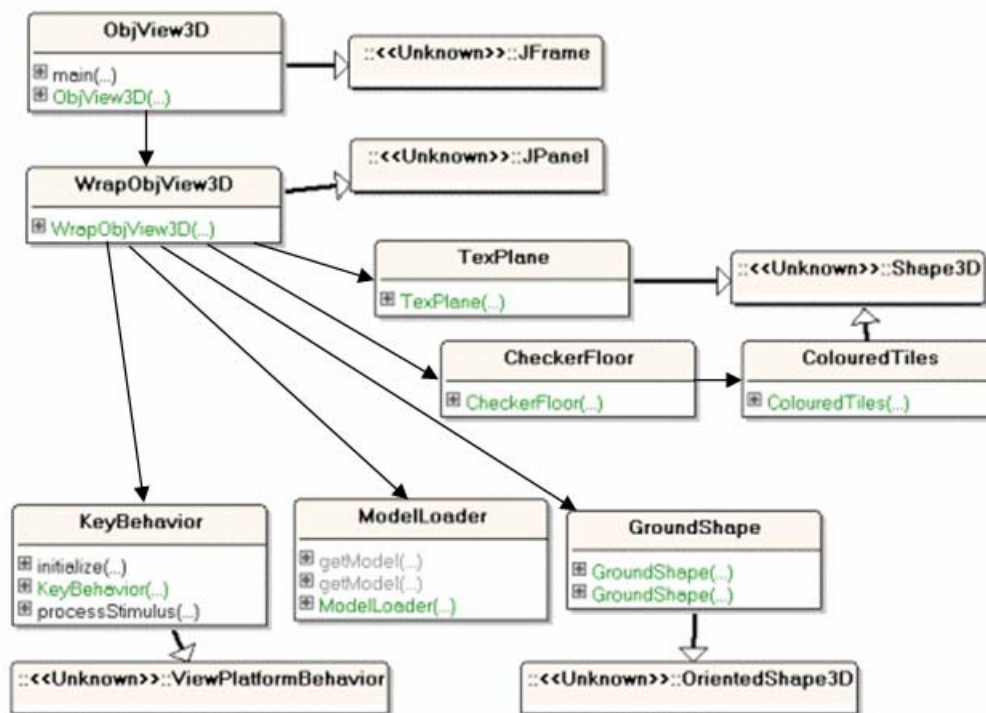 ObjView3D
main(...)
ObjView3D(...)
::<<Unknown>>::JFrame
WrapObjView3D
WrapObjView3D(...)
::<<Unknown>>::JPanel
TexPlane
TexPlane(...)
::<<Unknown>>::Shape3D
CheckerFloor
CheckerFloor(...)
ColouredTiles
ColouredTiles(...)
KeyBehavior
initialize(...)
KeyBehavior(...)
processStimulus(...)
ModelLoader
getModel(...)
getModel(...)
ModelLoader(...)
GroundShape
GroundShape(...)
GroundShape(...)
::<<Unknown>>::ViewPlatformBehavior
::<<Unknown>>::OrientedShape3D